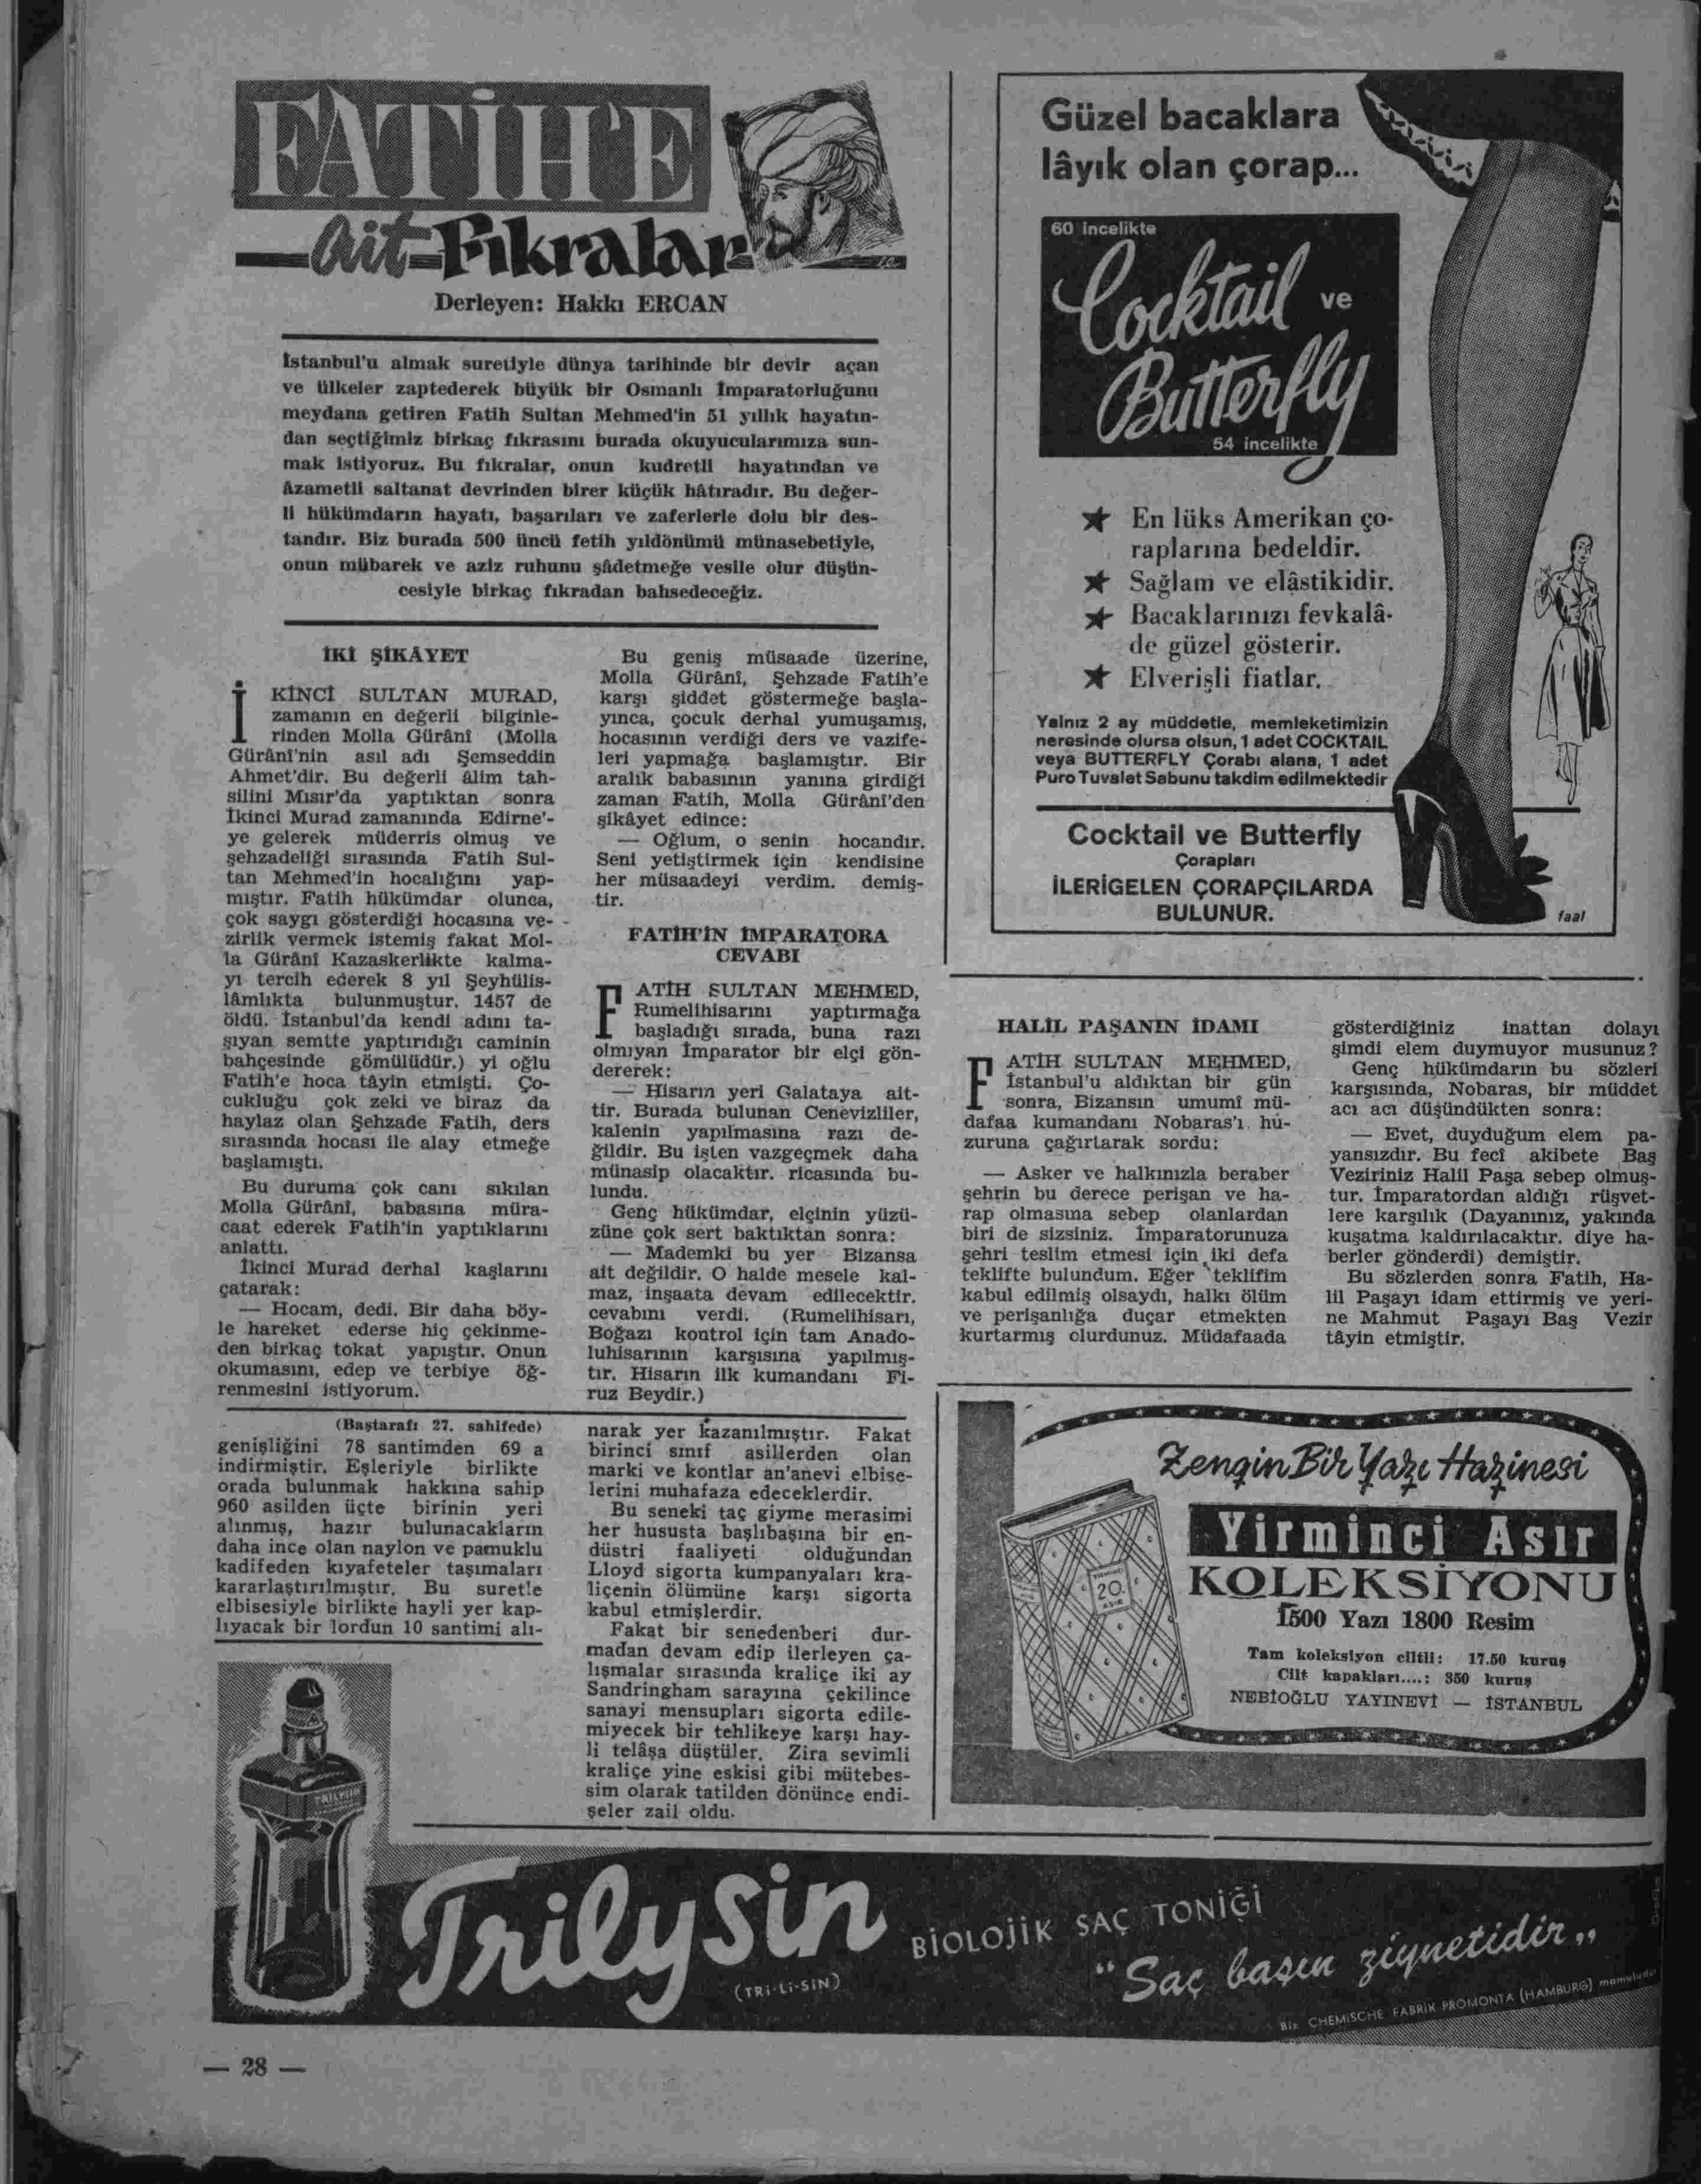 FATİH'E
Ait Fıkralar
Derleyen: Hakkı ERCAN
İstanbul'u almak suretiyle dünya tarihinde bir devir açan
ve ülkeler zaptederek büyük bir Osmanlı İmparatorluğunu
meydana getiren Fatih Sultan Mehmed'in 51 yıllık hayatın-
dan seçtiğimiz birkaç fıkrasını burada okuyucularımıza sun-
mak istiyoruz. Bu fıkralar, onun kudretli hayatından ve
âzametli saltanat devrinden birer küçük hâtıradır. Bu değer-
li hükümdarın hayatı, başarıları ve zaferlerle dolu bir des-
tandır. Biz burada 500 üncü fetih yıldönümü münasebetiyle,
onun mübarek ve aziz ruhunu şâdetmeğe vesile olur düşün-
cesiyle birkaç fıkradan bahsedeceğiz.
İKİ ŞİKÂYET
İKİNCİ SULTAN MURAD,
zamanın en değerli bilginle-
rinden Molla Gürânî (Molla
Gürânî'nin asıl adı Şemseddin
Ahmet'dir. Bu değerli âlim tah-
silini Mısır'da yaptıktan sonra
İkinci Murad zamanında Edirne'-
ye gelerek müderris olmuş ve
şehzadeliği sırasında Fatih Sul-
tan Mehmed'in hocalığını yap-
mıştır. Fatih hükümdar olunca,
çok saygı gösterdiği hocasına ve-
zirlik vermek istemiş fakat Mol-
la Gürânî Kazaskerlikte kalma-
yı tercih ederek 8 yıl Şeyhülis-
lâmlıkta bulunmuştur. 1457 de
öldü. İstanbul'da kendi adını ta-
şıyan semtte yaptırıdığı caminin
bahçesinde gömülüdür.) yi oğlu
Fatih'e hoca tâyin etmişti. Ço-
cukluğu çok zeki ve biraz da
haylaz olan Şehzade Fatih, ders
sırasında hocası ile alay etmeğe
başlamıştı.
Bu duruma çok canı sıkılan
Molla Gürânî, babasına müra-
caat ederek Fatih'in yaptıklarını
anlattı.
İkinci Murad derhal kaşlarını
çatarak:
— Hocam, dedi. Bir daha böy-
le hareket ederse hiç çekinme-
den birkaç tokat yapıştır. Onun
okumasını, edep ve terbiye öğ-
renmesini istiyorum.
Bu geniş müsaade üzerine,
Molla Gürânî, Şehzade Fatih'e
karşı şiddet göstermeğe başla-
yınca, çocuk derhal yumuşamış,
hocasının verdiği ders ve vazife-
leri yapmağa başlamıştır. Bir
aralık babasının yanına girdiği
zaman Fatih, Molla Gürânî'den
şikâyet edince:
— Oğlum, o senin hocandır.
Seni yetiştirmek için kendisine
her müsaadeyi verdim. demiş-
tir.
FATİH'İN İMPARATORA
CEVABI
FATİH SULTAN MEHMED,
Rumelihisarını yaptırmağa
başladığı sırada, buna razı
olmıyan İmparator bir elçi gön-
dererek:
— Hisarın yeri Galataya ait-
tir. Burada bulunan Cenevizliler,
kalenin yapılmasına razı de-
ğildir. Bu işten vazgeçmek daha
münasip olacaktır. ricasında bu-
lundu.
Genç hükümdar, elçinin yüzü-
züne çok sert baktıktan sonra:
— Mademki bu yer Bizansa
ait değildir. O halde mesele kal-
maz, inşaata devam edilecektir.
cevabını verdi. (Rumelihisarı,
Boğazı kontrol için tam Anado-
luhisarının karşısına yapılmış-
tır. Hisarın ilk kumandanı Fi-
ruz Beydir.)
Güzel bacaklara
lâyık olan çorap...
60 incelikte
Cocktail ve
Butterfly
54 incelikte
★ En lüks Amerikan ço-
raplarına bedeldir.
★ Sağlam ve elâstikidir.
★ Bacaklarınızı fevkalâ-
de güzel gösterir.
★ Elverişli fiatlar.
Yalnız 2 ay müddetle, memleketimizin
neresinde olursa olsun, 1 adet COCKTAIL
veya BUTTERFLY Çorabı alana, 1 adet
Puro Tuvalet Sabunu takdim edilmektedir
Cocktail ve Butterfly
Çorapları
İLERİGELEN ÇORAPÇILARDA
BULUNUR.
faal
HALİL PAŞANIN İDAMI
FATİH SULTAN MEHMED,
İstanbul'u aldıktan bir gün
sonra, Bizansın umumî mü-
dafaa kumandanı Nobaras'ı hu-
zuruna çağırtarak sordu:
— Asker ve halkınızla beraber
şehrin bu derece perişan ve ha-
rap olmasına sebep olanlardan
biri de sizsiniz. İmparatorunuza
şehri teslim etmesi için iki defa
teklifte bulundum. Eğer teklifim
kabul edilmiş olsaydı, halkı ölüm
ve perişanlığa duçar etmekten
kurtarmış olurdunuz. Müdafaada
gösterdiğiniz inattan dolayı
şimdi elem duymuyor musunuz?
Genç hükümdarın bu sözleri
karşısında, Nobaras, bir müddet
acı acı düşündükten sonra:
— Evet, duyduğum elem pa-
yansızdır. Bu fecî akibete Baş
Veziriniz Halil Paşa sebep olmuş-
tur. İmparatordan aldığı rüşvet-
lere karşılık (Dayanınız, yakında
kuşatma kaldırılacaktır. diye ha-
berler gönderdi) demiştir.
Bu sözlerden sonra Fatih, Ha-
lil Paşayı idam ettirmiş ve yeri-
ne Mahmut Paşayı Baş Vezir
tâyin etmiştir.
(Baştarafı 27. sahifede)
genişliğini 78 santimden 69 a
indirmiştir. Eşleriyle birlikte
orada bulunmak hakkına sahip
960 asilden üçte birinin yeri
alınmış, hazır bulunacakların
daha ince olan naylon ve pamuklu
kadifeden kıyafeteler taşımaları
kararlaştırılmıştır. Bu suretle
elbisesiyle birlikte hayli yer kap-
lıyacak bir lordun 10 santimi alı-
narak yer kazanılmıştır. Fakat
birinci sınıf asillerden olan
marki ve kontlar an'anevi elbise-
lerini muhafaza edeceklerdir.
Bu seneki taç giyme merasimi
her hususta başlıbaşına bir en-
düstri faaliyeti olduğundan
Lloyd sigorta kumpanyaları kra-
liçenin ölümüne karşı sigorta
kabul etmişlerdir.
Fakat bir senedenberi dur-
madan devam edip ilerleyen ça-
lışmalar sırasında kraliçe iki ay
Sandringham sarayına çekilince
sanayi mensupları sigorta edile-
miyecek bir tehlikeye karşı hay-
li telâşa düştüler. Zira sevimli
kraliçe yine eskisi gibi mütebes-
sim olarak tatilden dönünce endi-
şeler zail oldu.
Zengin Bir Yazı Hazinesi
Yirminci Asır
KOLEKSİYONU
1500 Yazı 1800 Resim
Tam koleksiyon ciltli: 17.50 kuruş
Cilt kapakları....: 350 kuruş
NEBİOĞLU YAYINEVİ — İSTANBUL
20.
ASIR
TRILYSIN
Trilysin
(TRİ-Lİ-SİN)
BİOLOJİK SAÇ TONİĞİ
"Saç başın ziynetidir„
Bir CHEMISCHE FABRIK PROMONTA (HAMBURG) mamulüdür
— 28 —